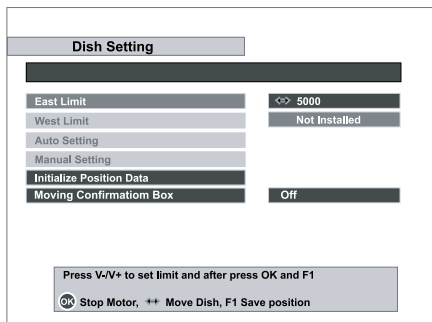 Dish Setting
East Limit 5000
West Limit Not Installed
Auto Setting
Manual Setting
Initialize Position Data
Moving Confirmatiom Box Off
Press V-/V+ to set limit and after press OK and F1
OK Stop Motor, Move Dish, F1 Save position